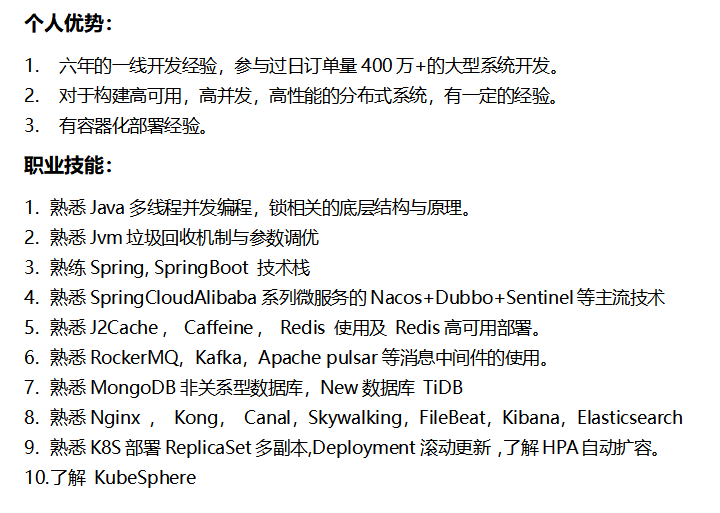 个人优势：
1. 六年的一线开发经验，参与过日订单量 400 万+的大型系统开发。
2. 对于构建高可用，高并发，高性能的分布式系统，有一定的经验。
3. 有容器化部署经验。
职业技能：
1. 熟悉 Java 多线程并发编程，锁相关的底层结构与原理。
2. 熟悉 Jvm 垃圾回收机制与参数调优
3. 熟练 Spring, SpringBoot 技术栈
4. 熟悉 SpringCloudAlibaba 系列微服务的 Nacos+Dubbo+Sentinel 等主流技术
5. 熟悉 J2Cache ， Caffeine ， Redis 使用及 Redis 高可用部署。
6. 熟悉 RockerMQ，Kafka，Apache pulsar 等消息中间件的使用。
7. 熟悉 MongoDB 非关系型数据库，New 数据库 TiDB
8. 熟悉 Nginx ， Kong， Canal，Skywalking，FileBeat，Kibana，Elasticsearch
9. 熟悉 K8S 部署 ReplicaSet 多副本,Deployment 滚动更新 ,了解 HPA 自动扩容。
10.了解 KubeSphere